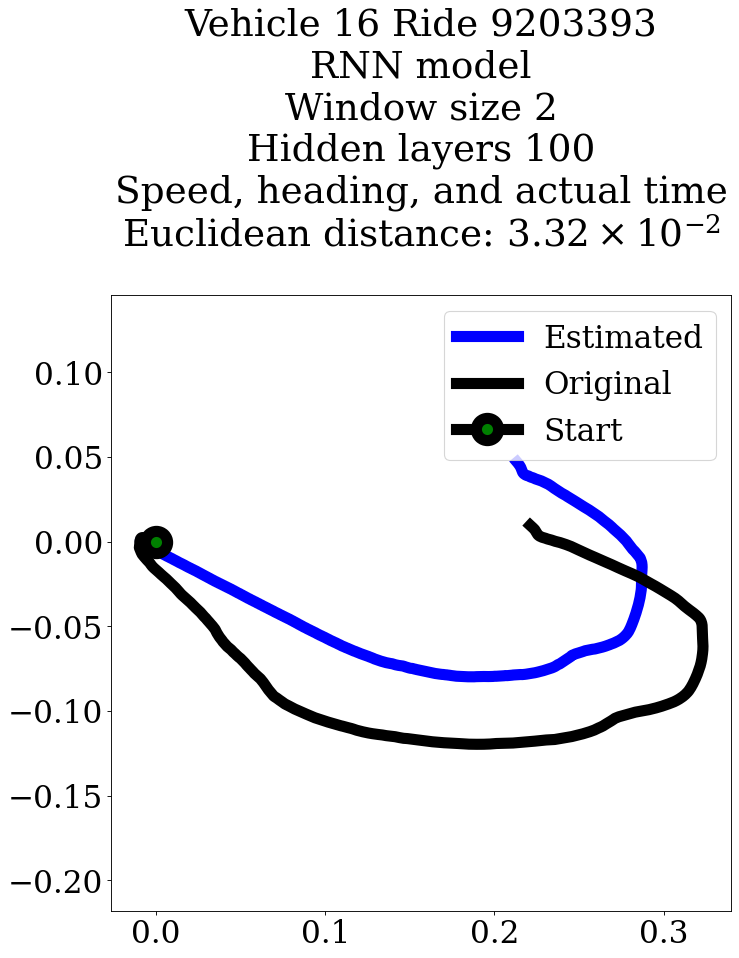 Vehicle 16 Ride 9203393
RNN model
Window size 2
Hidden layers 100
Speed, heading, and actual time
Euclidean distance: 3.32 × 10⁻²
Estimated
Original
Start
0.10
0.05
0.00
−0.05
−0.10
−0.15
−0.20
0.0 0.1 0.2 0.3